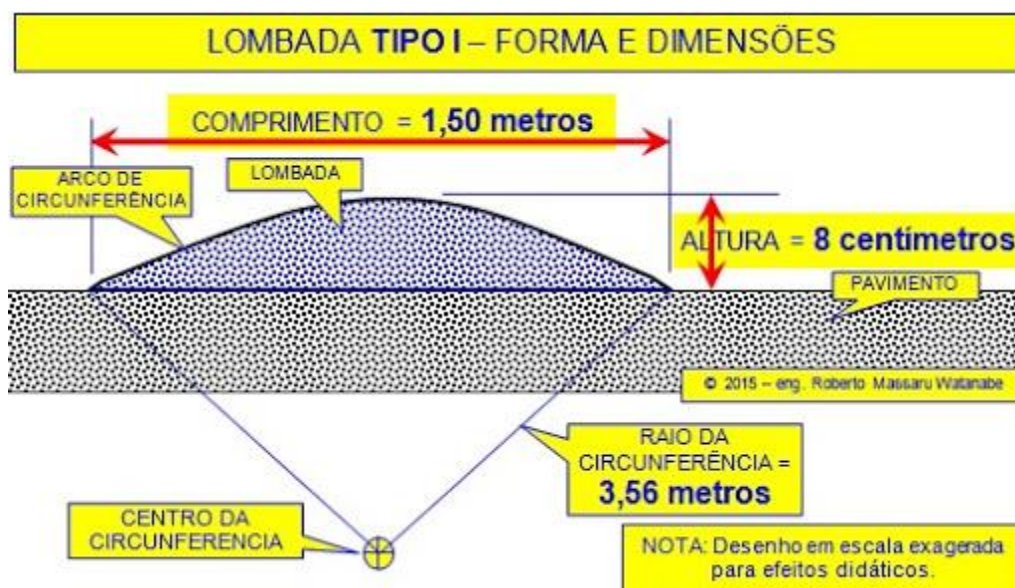 LOMBADA TIPO I – FORMA E DIMENSÕES
COMPRIMENTO = 1,50 metros
ARCO DE
CIRCUNFERÊNCIA
LOMBADA
ALTURA = 8 centímetros
PAVIMENTO
© 2015 – eng. Roberto Massaru Watanabe
RAIO DA
CIRCUNFERÊNCIA =
3,56 metros
CENTRO DA
CIRCUNFERENCIA
NOTA: Desenho em escala exagerada
para efeitos didáticos.